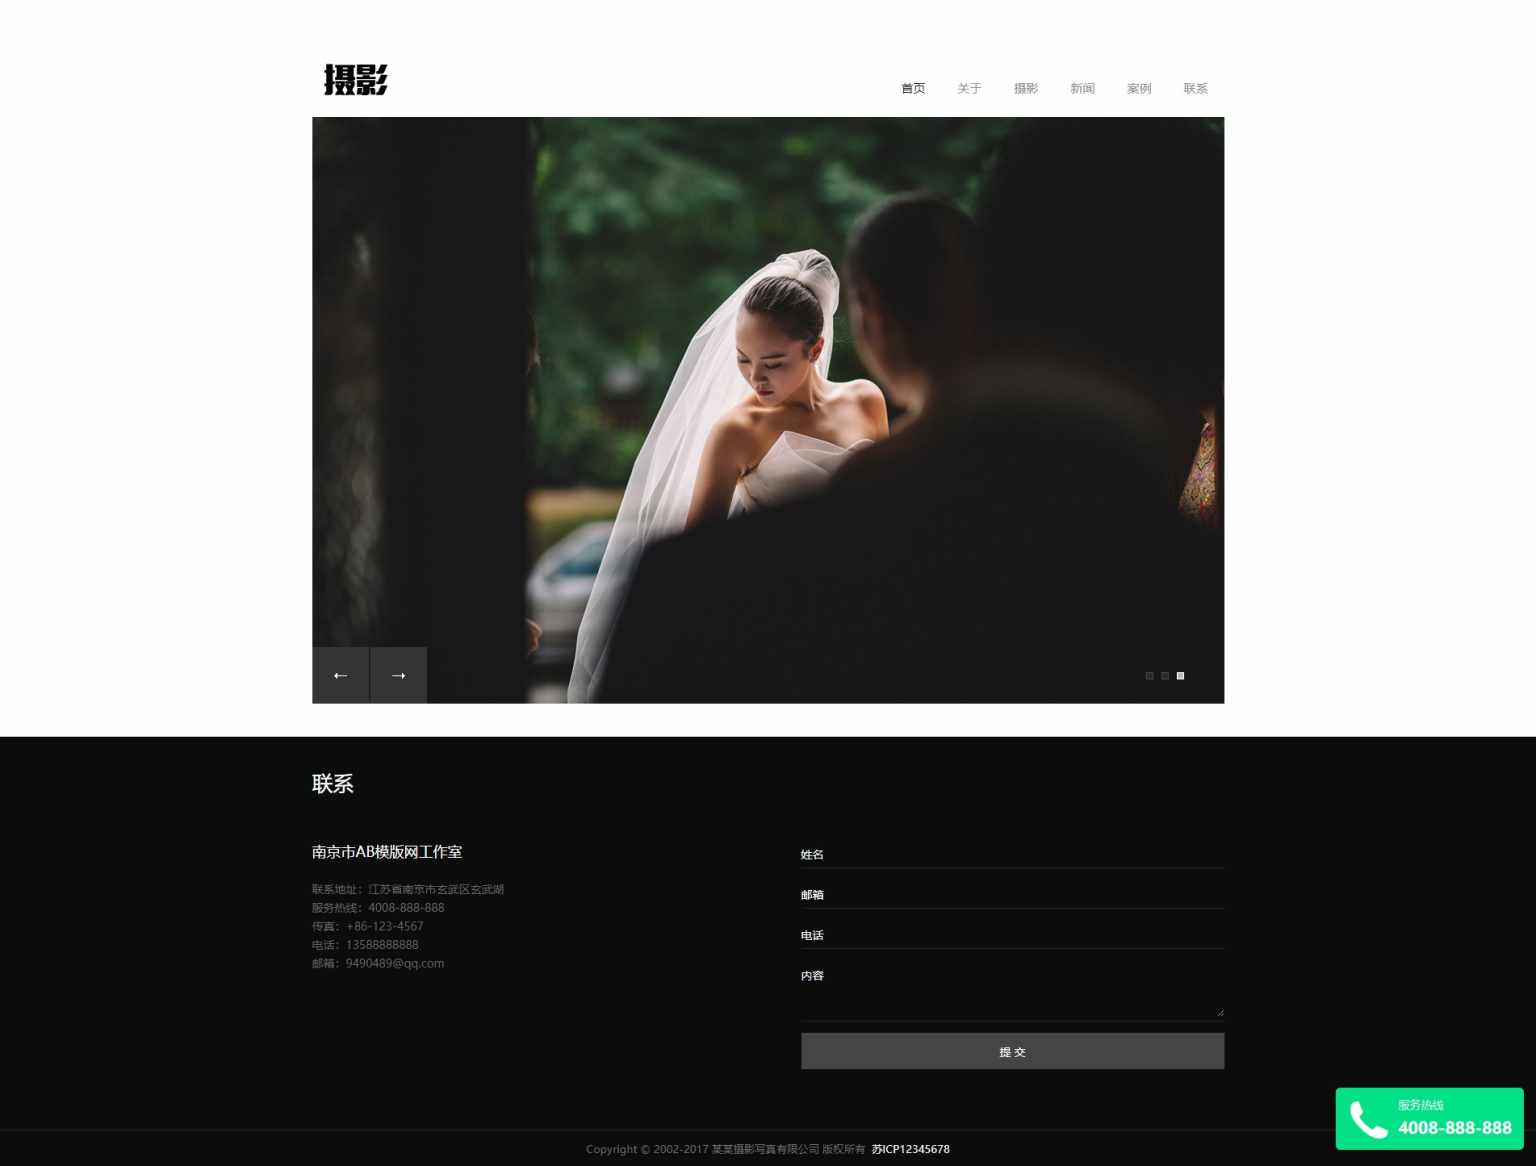 摄影
首页 关于 摄影 新闻 案例 联系
联系
南京市AB模版网工作室
联系地址：江苏省南京市玄武区玄武湖
服务热线：4008-888-888
传真：+86-123-4567
电话：13588888888
邮箱：9490489@qq.com
姓名
邮箱
电话
内容
提 交
服务热线
4008-888-888
Copyright © 2002-2017 某某摄影写真有限公司 版权所有 苏ICP12345678